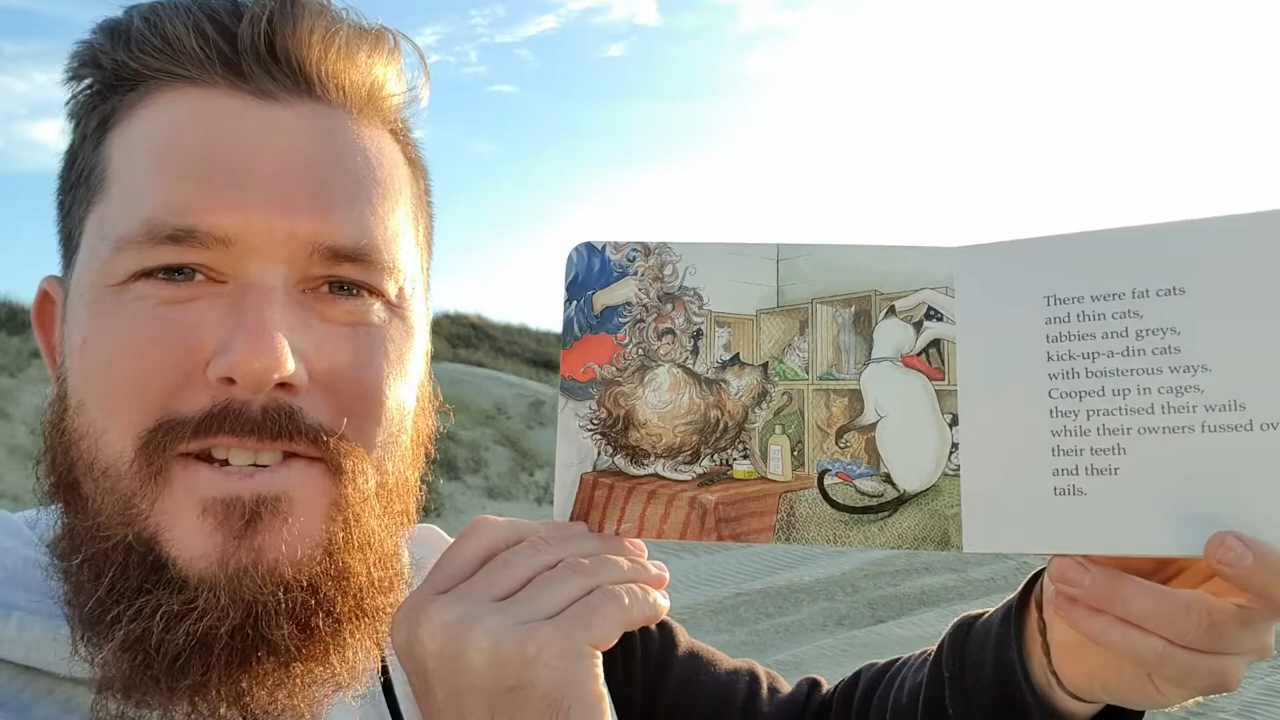 There were fat cats
and thin cats,
tabbies and greys,
kick-up-a-din cats
with boisterous ways.
Cooped up in cages,
they practised their wails
while their owners fussed ov
their teeth
and their
tails.